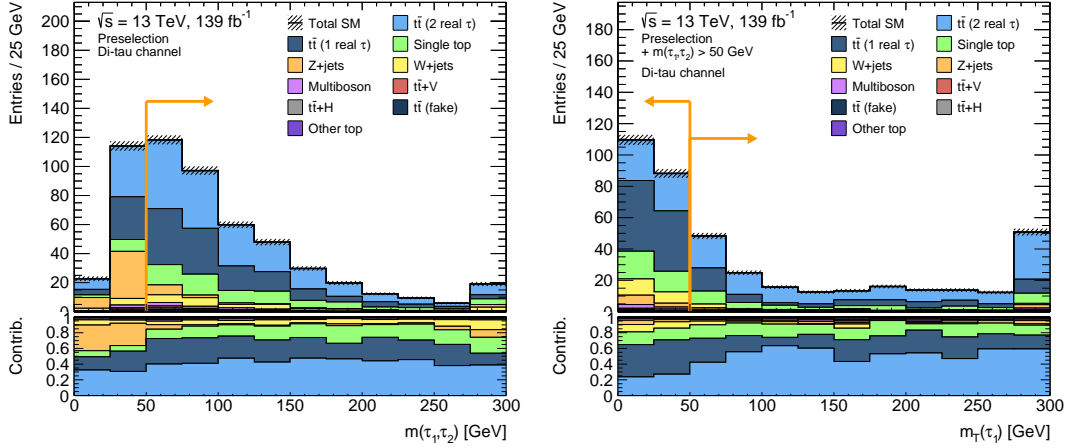 √s = 13 TeV, 139 fb⁻¹
Preselection
Di-tau channel
Total SM
tt̄ (2 real τ)
tt̄ (1 real τ)
Single top
Z+jets
W+jets
Multiboson
tt̄+V
tt̄+H
tt̄ (fake)
Other top
Entries / 25 GeV
200
180
160
140
120
100
80
60
40
20
1
Contrib.
0.8
0.6
0.4
0.2
0
0 50 100 150 200 250 300
m(τ₁,τ₂) [GeV]
√s = 13 TeV, 139 fb⁻¹
Preselection
+ m(τ₁,τ₂) > 50 GeV
Di-tau channel
Total SM
tt̄ (2 real τ)
tt̄ (1 real τ)
Single top
W+jets
Z+jets
Multiboson
tt̄+V
tt̄ (fake)
tt̄+H
Other top
Entries / 25 GeV
180
160
140
120
100
80
60
40
20
1
Contrib.
0.8
0.6
0.4
0.2
0
0 50 100 150 200 250 300
m_T(τ₁) [GeV]